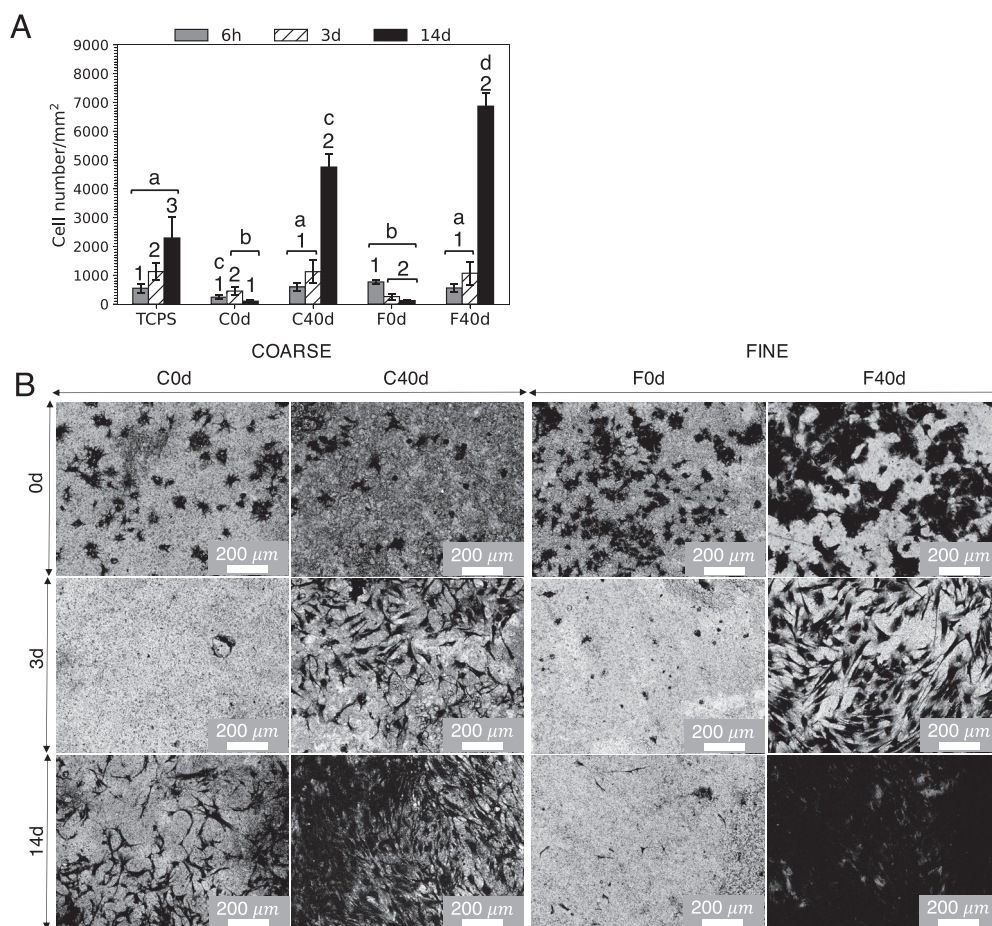 A
6h 3d 14d
Cell number/mm²
9000
8000
7000
6000
5000
4000
3000
2000
1000
0
a
1 2 3
c
1 2 1
b
a
1
c
2
b
1 2
a
1
d
2
TCPS C0d C40d F0d F40d
COARSE FINE
B
C0d C40d F0d F40d
0d
200 μm 200 μm 200 μm 200 μm
3d
200 μm 200 μm 200 μm 200 μm
14d
200 μm 200 μm 200 μm 200 μm